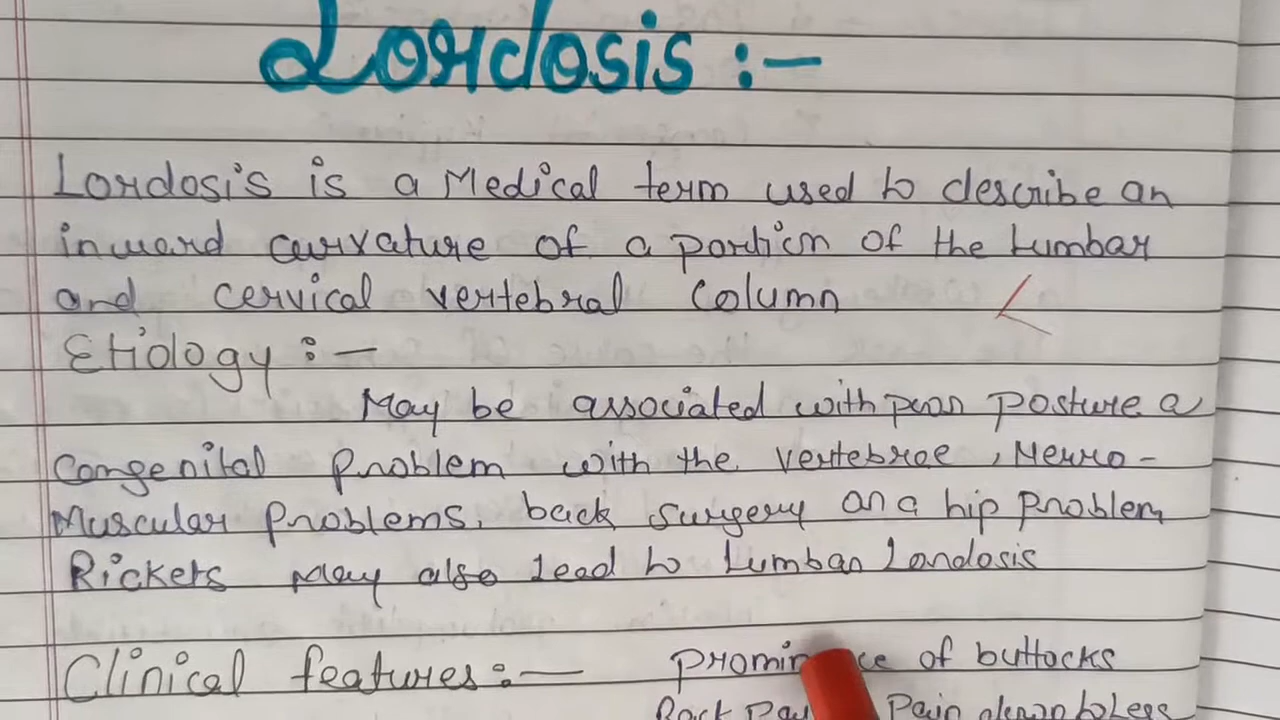 Lordosis :-
Lordosis is a Medical term used to describe an
inward curvature of a portion of the Lumbar
and cervical vertebral column
Etiology :-
May be associated with poor posture a
Congenital problem with the vertebrae, Neuro-
Muscular problems, back surgery or a hip problem
Rickets may also lead to Lumbar Lordosis
Clinical features :- of buttocks
Back Pain